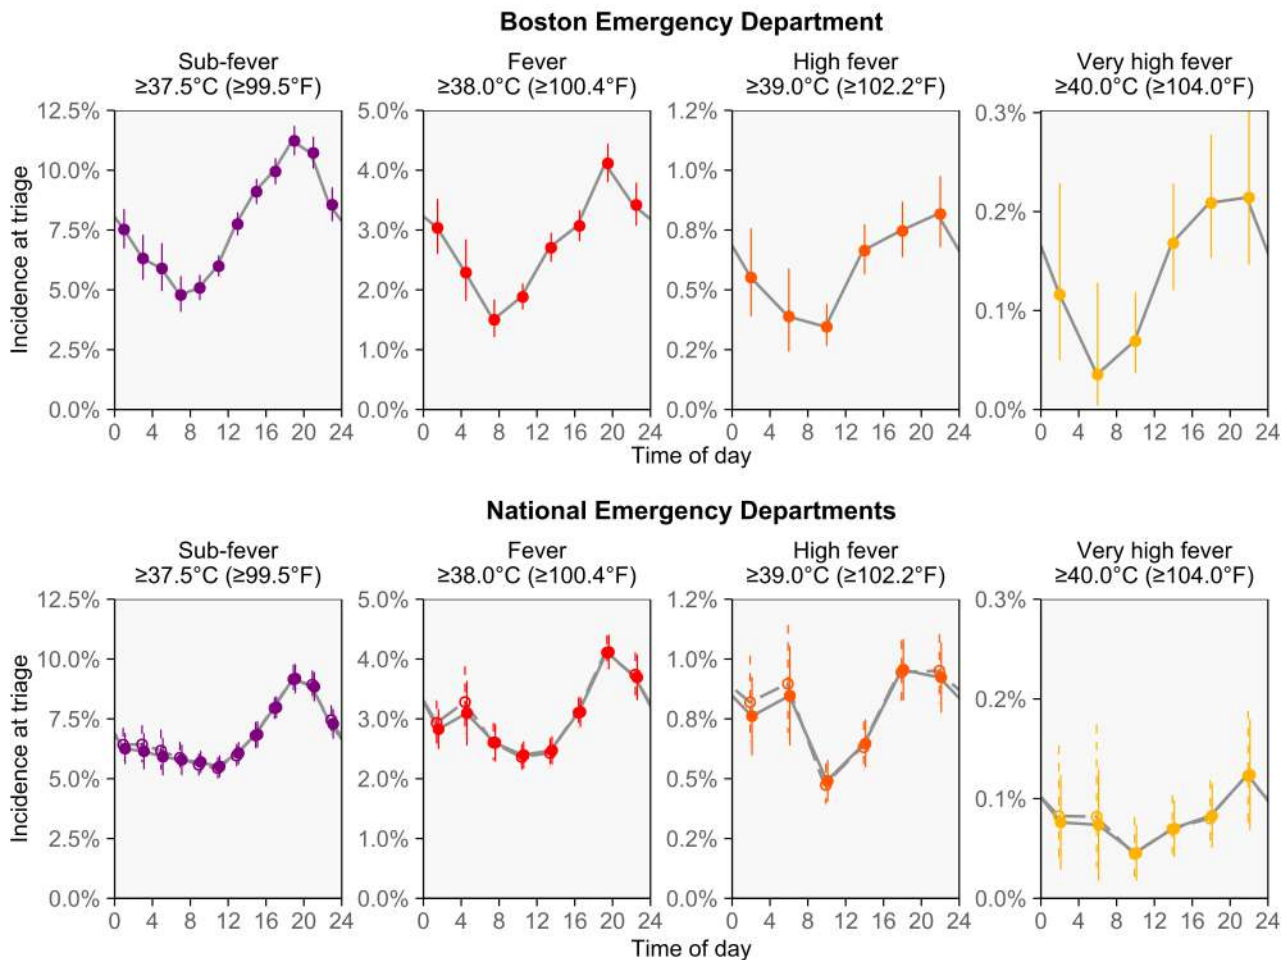 Boston Emergency Department
Sub-fever
≥37.5°C (≥99.5°F)
Fever
≥38.0°C (≥100.4°F)
High fever
≥39.0°C (≥102.2°F)
Very high fever
≥40.0°C (≥104.0°F)
Incidence at triage
12.5%
10.0%
7.5%
5.0%
2.5%
0.0%
0 4 8 12 16 20 24
5.0%
4.0%
3.0%
2.0%
1.0%
0.0%
0 4 8 12 16 20 24
1.2%
1.0%
0.8%
0.5%
0.2%
0.0%
0 4 8 12 16 20 24
0.3%
0.2%
0.1%
0.0%
0 4 8 12 16 20 24
Time of day
National Emergency Departments
Sub-fever
≥37.5°C (≥99.5°F)
Fever
≥38.0°C (≥100.4°F)
High fever
≥39.0°C (≥102.2°F)
Very high fever
≥40.0°C (≥104.0°F)
Incidence at triage
12.5%
10.0%
7.5%
5.0%
2.5%
0.0%
0 4 8 12 16 20 24
5.0%
4.0%
3.0%
2.0%
1.0%
0.0%
0 4 8 12 16 20 24
1.2%
1.0%
0.8%
0.5%
0.2%
0.0%
0 4 8 12 16 20 24
0.3%
0.2%
0.1%
0.0%
0 4 8 12 16 20 24
Time of day